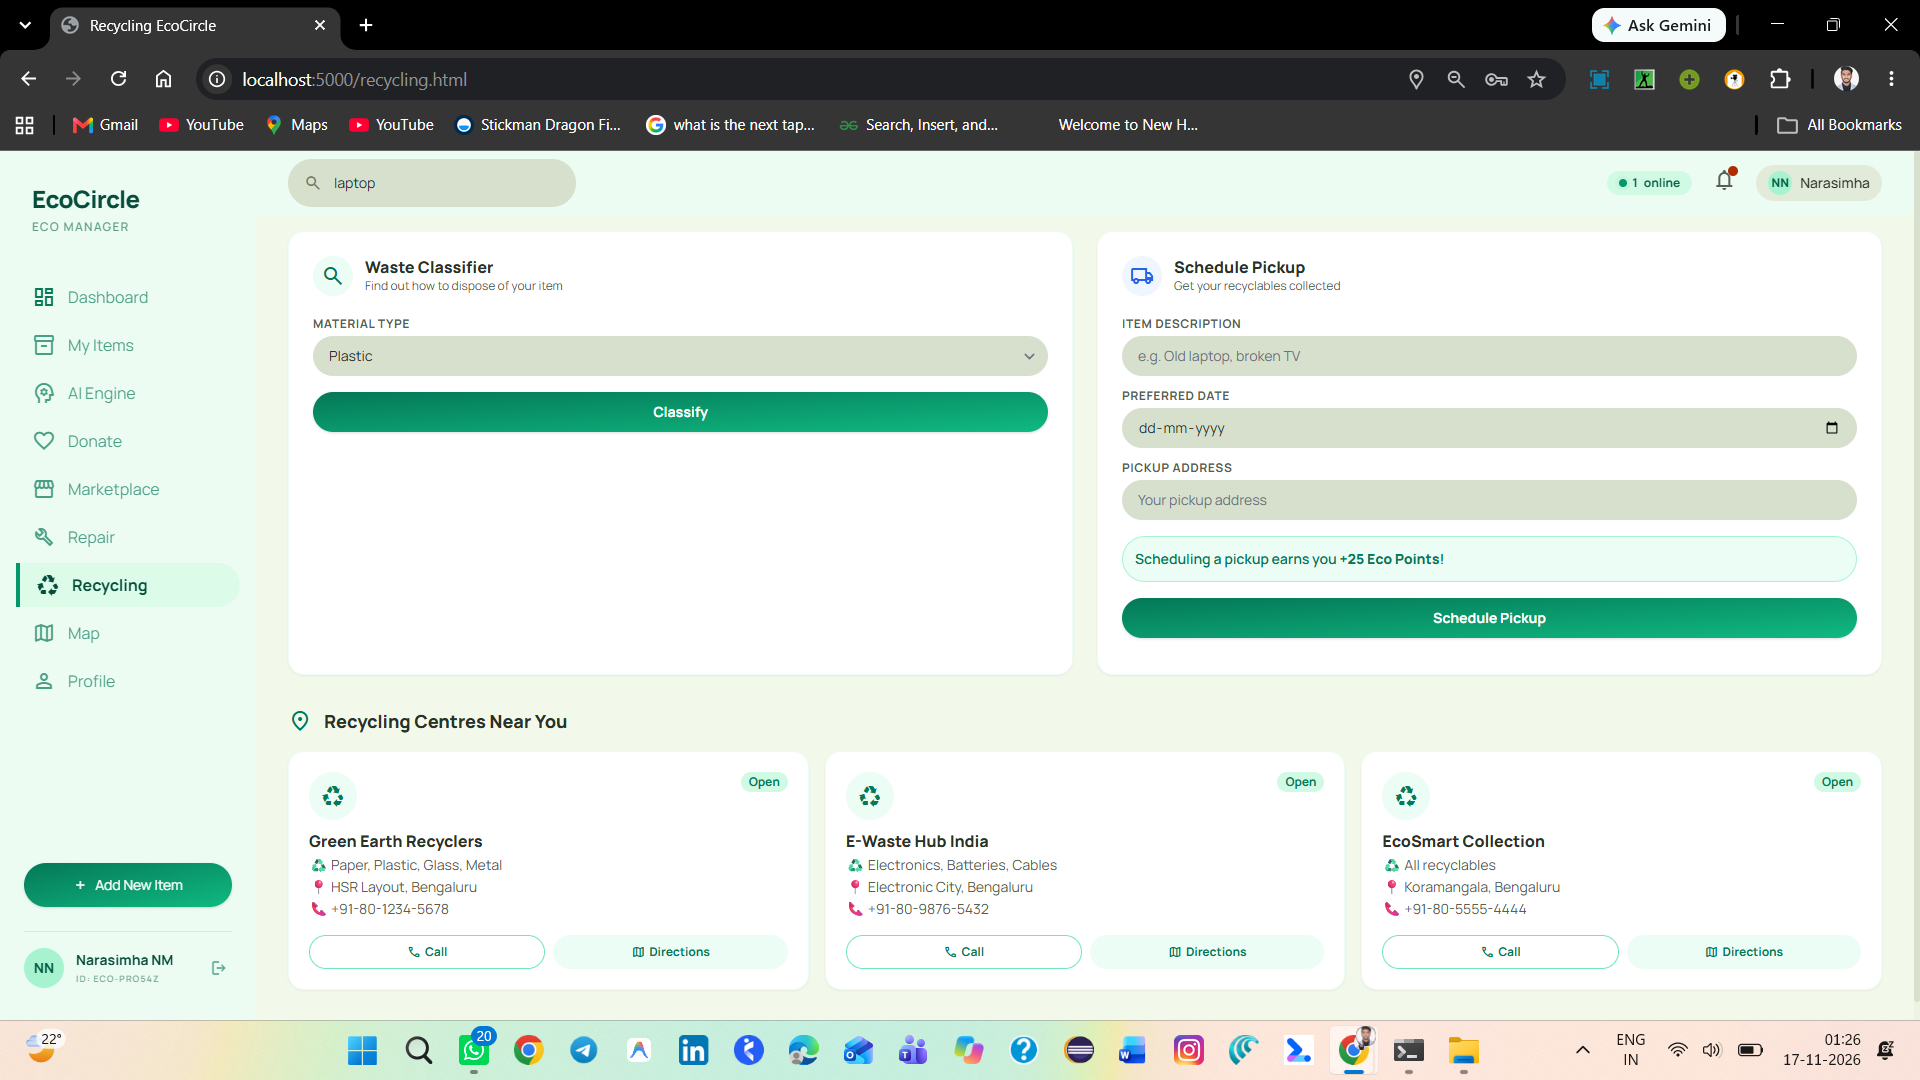 Recycling EcoCircle
Ask Gemini
localhost:5000/recycling.html
Gmail
YouTube
Maps
YouTube
Stickman Dragon Fi...
what is the next tap...
Search, Insert, and...
Welcome to New H...
All Bookmarks
EcoCircle
ECO MANAGER
laptop
1 online
NN
Narasimha
Dashboard
My Items
AI Engine
Donate
Marketplace
Repair
Recycling
Map
Profile
+ Add New Item
NN
Narasimha NM
ID: ECO-PRO54Z
Waste Classifier
Find out how to dispose of your item
MATERIAL TYPE
Plastic
Classify
Schedule Pickup
Get your recyclables collected
ITEM DESCRIPTION
e.g. Old laptop, broken TV
PREFERRED DATE
dd-mm-yyyy
PICKUP ADDRESS
Your pickup address
Scheduling a pickup earns you +25 Eco Points!
Schedule Pickup
Recycling Centres Near You
Open
Green Earth Recyclers
Paper, Plastic, Glass, Metal
HSR Layout, Bengaluru
+91-80-1234-5678
Call
Directions
Open
E-Waste Hub India
Electronics, Batteries, Cables
Electronic City, Bengaluru
+91-80-9876-5432
Call
Directions
Open
EcoSmart Collection
All recyclables
Koramangala, Bengaluru
+91-80-5555-4444
Call
Directions
22°
20
ENG
IN
01:26
17-11-2026